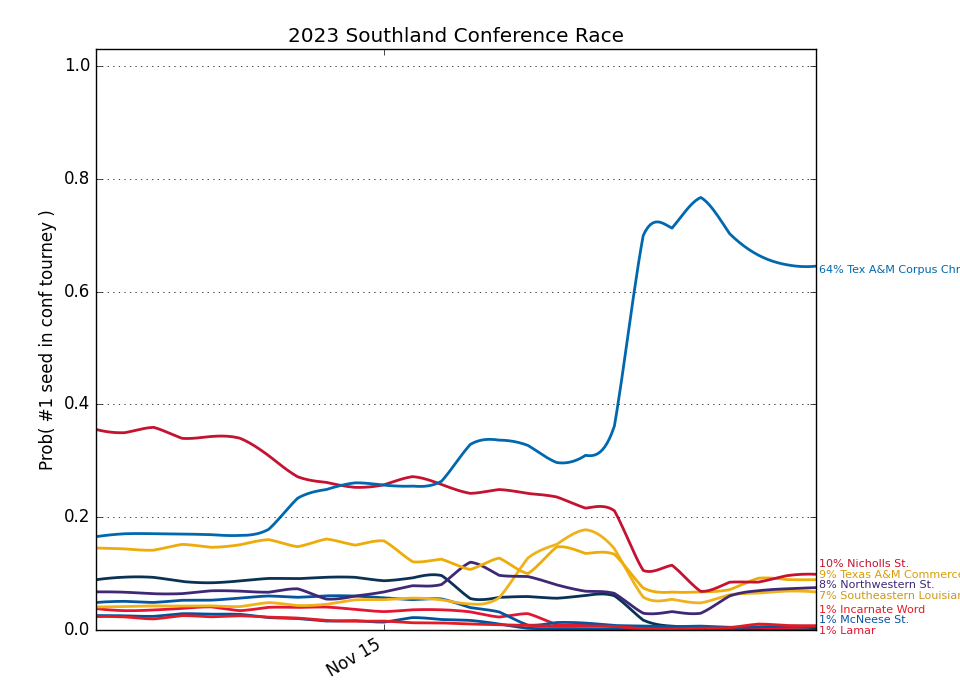 2023 Southland Conference Race
Prob( #1 seed in conf tourney )
1.0
0.8
0.6
0.4
0.2
0.0
Nov 15
64% Tex A&M Corpus Chr
10% Nicholls St.
9% Texas A&M Commerce
8% Northwestern St.
7% Southeastern Louisian
1% Incarnate Word
1% McNeese St.
1% Lamar